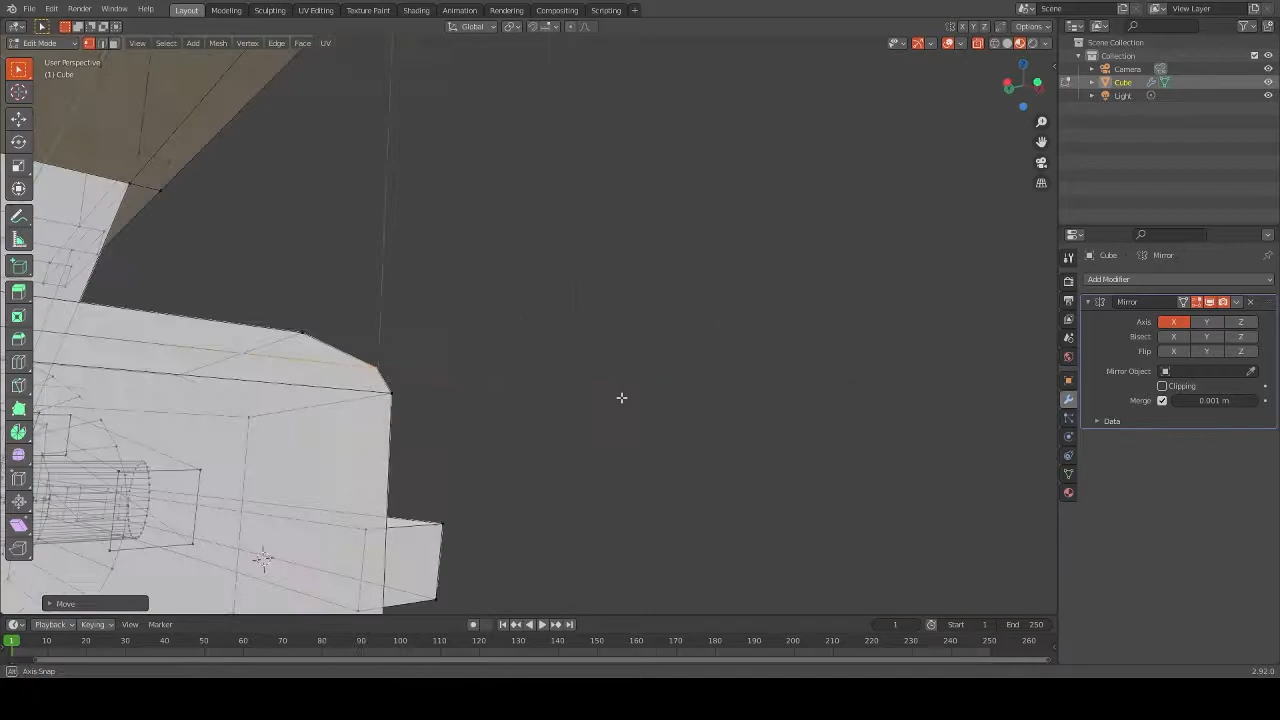 File Edit Render Window Help Layout Modeling Sculpting UV Editing Texture Paint Shading Animation Rendering Compositing Scripting + Scene View Layer
Global Options
Edit Mode View Select Add Mesh Vertex Edge Face UV
User Perspective
(1) Cube
Scene Collection
Collection
Camera
Cube
Light
Cube Mirror
Add Modifier
Mirror
Axis X Y Z
Bisect X Y Z
Flip X Y Z
Mirror Object
Clipping
Merge 0.001 m
Data
Move
Playback Keying View Marker 1 Start 1 End 250
1 10 20 30 40 50 60 70 80 90 100 110 120 130 140 150 160 170 180 190 200 210 220 230 240 250 260
Axis Snap 2.92.0